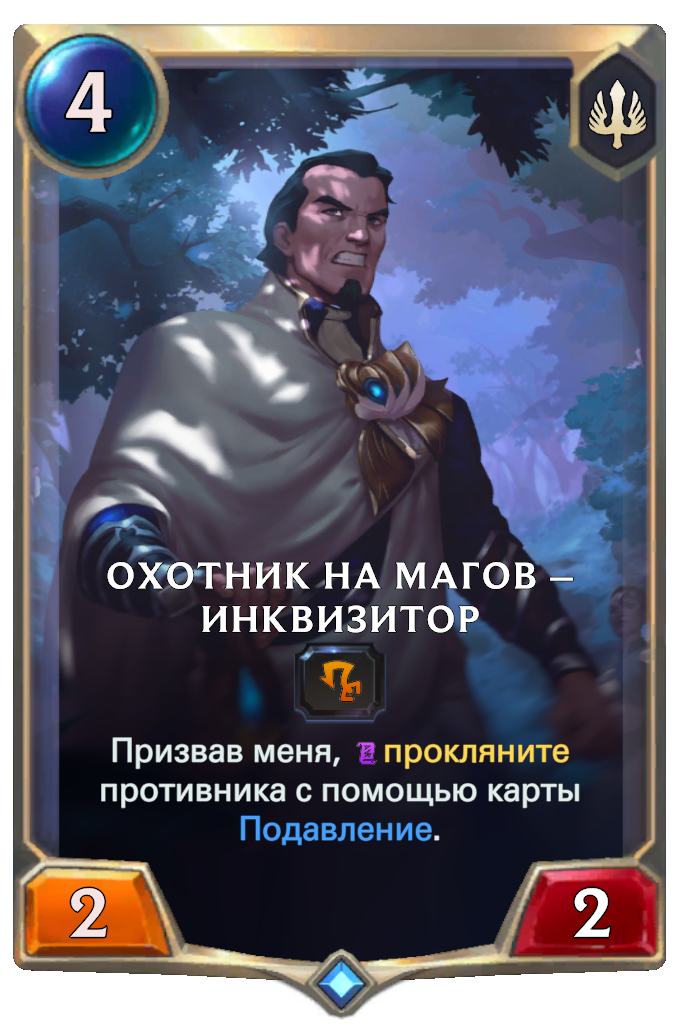 4
ОХОТНИК НА МАГОВ –
ИНКВИЗИТОР
Призвав меня, прокляните
противника с помощью карты
Подавление.
2
2